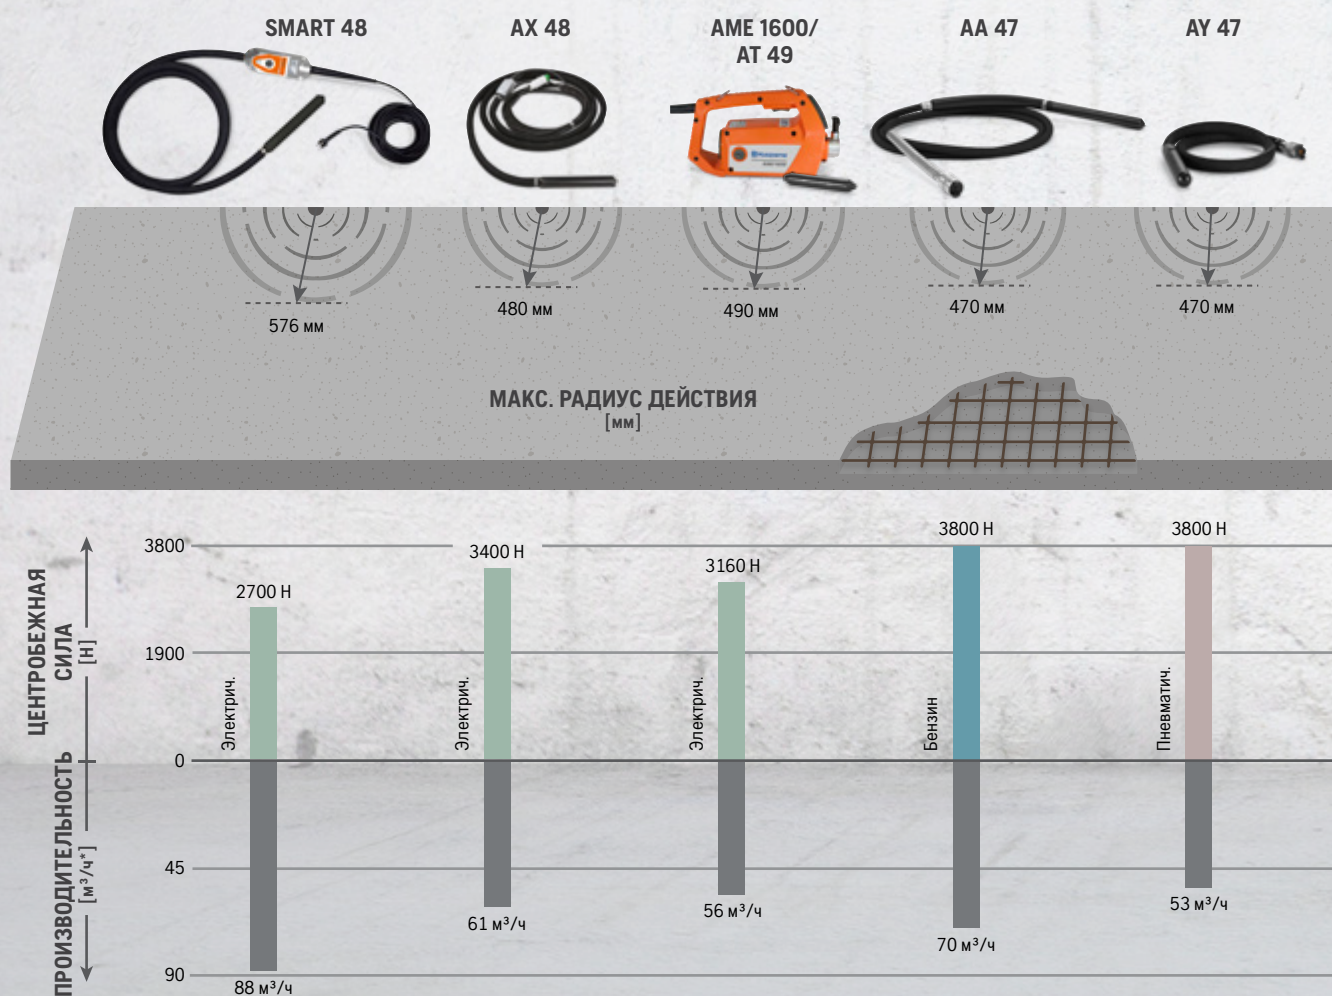 SMART 48
AX 48
AME 1600/
AT 49
AA 47
AY 47
Husqvarna
576 мм
480 мм
490 мм
470 мм
470 мм
МАКС. РАДИУС ДЕЙСТВИЯ
[мм]
ЦЕНТРОБЕЖНАЯ
СИЛА
[Н]
3800
1900
0
2700 Н
3400 Н
3160 Н
3800 Н
3800 Н
Электрич.
Электрич.
Электрич.
Бензин
Пневматич.
ПРОИЗВОДИТЕЛЬНОСТЬ
[м³/ч*]
45
90
88 м³/ч
61 м³/ч
56 м³/ч
70 м³/ч
53 м³/ч